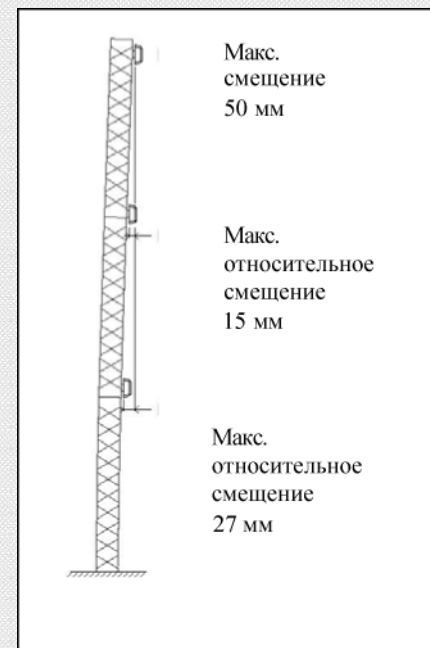 Макс.
смещение
50 мм
Макс.
относительное
смещение
15 мм
Макс.
относительное
смещение
27 мм